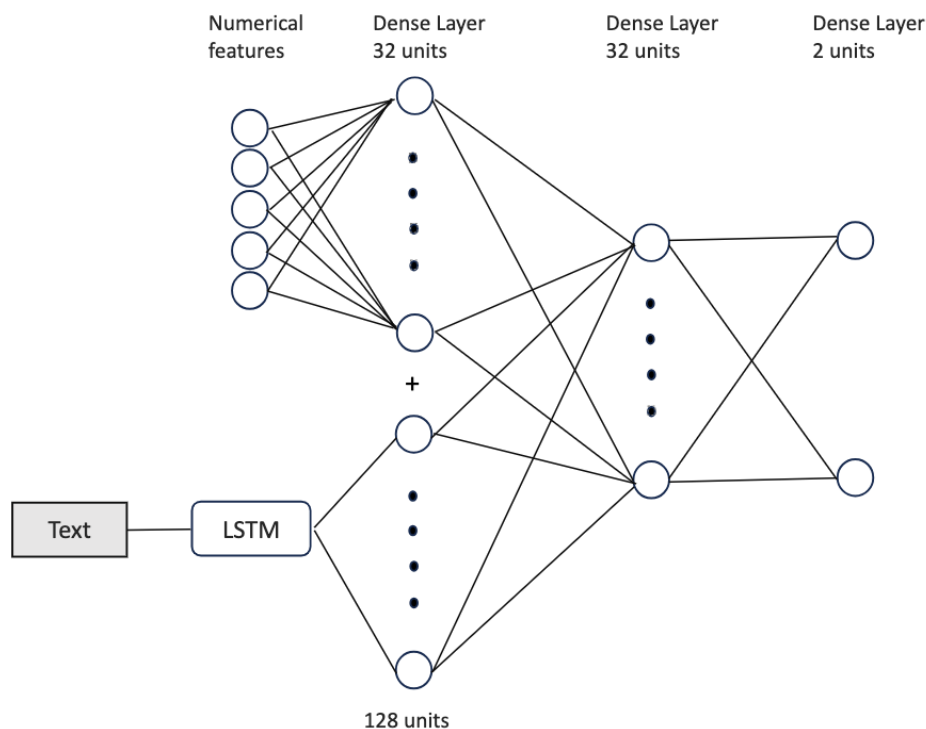 Numerical
features
Dense Layer
32 units
Dense Layer
32 units
Dense Layer
2 units
+
Text
LSTM
128 units